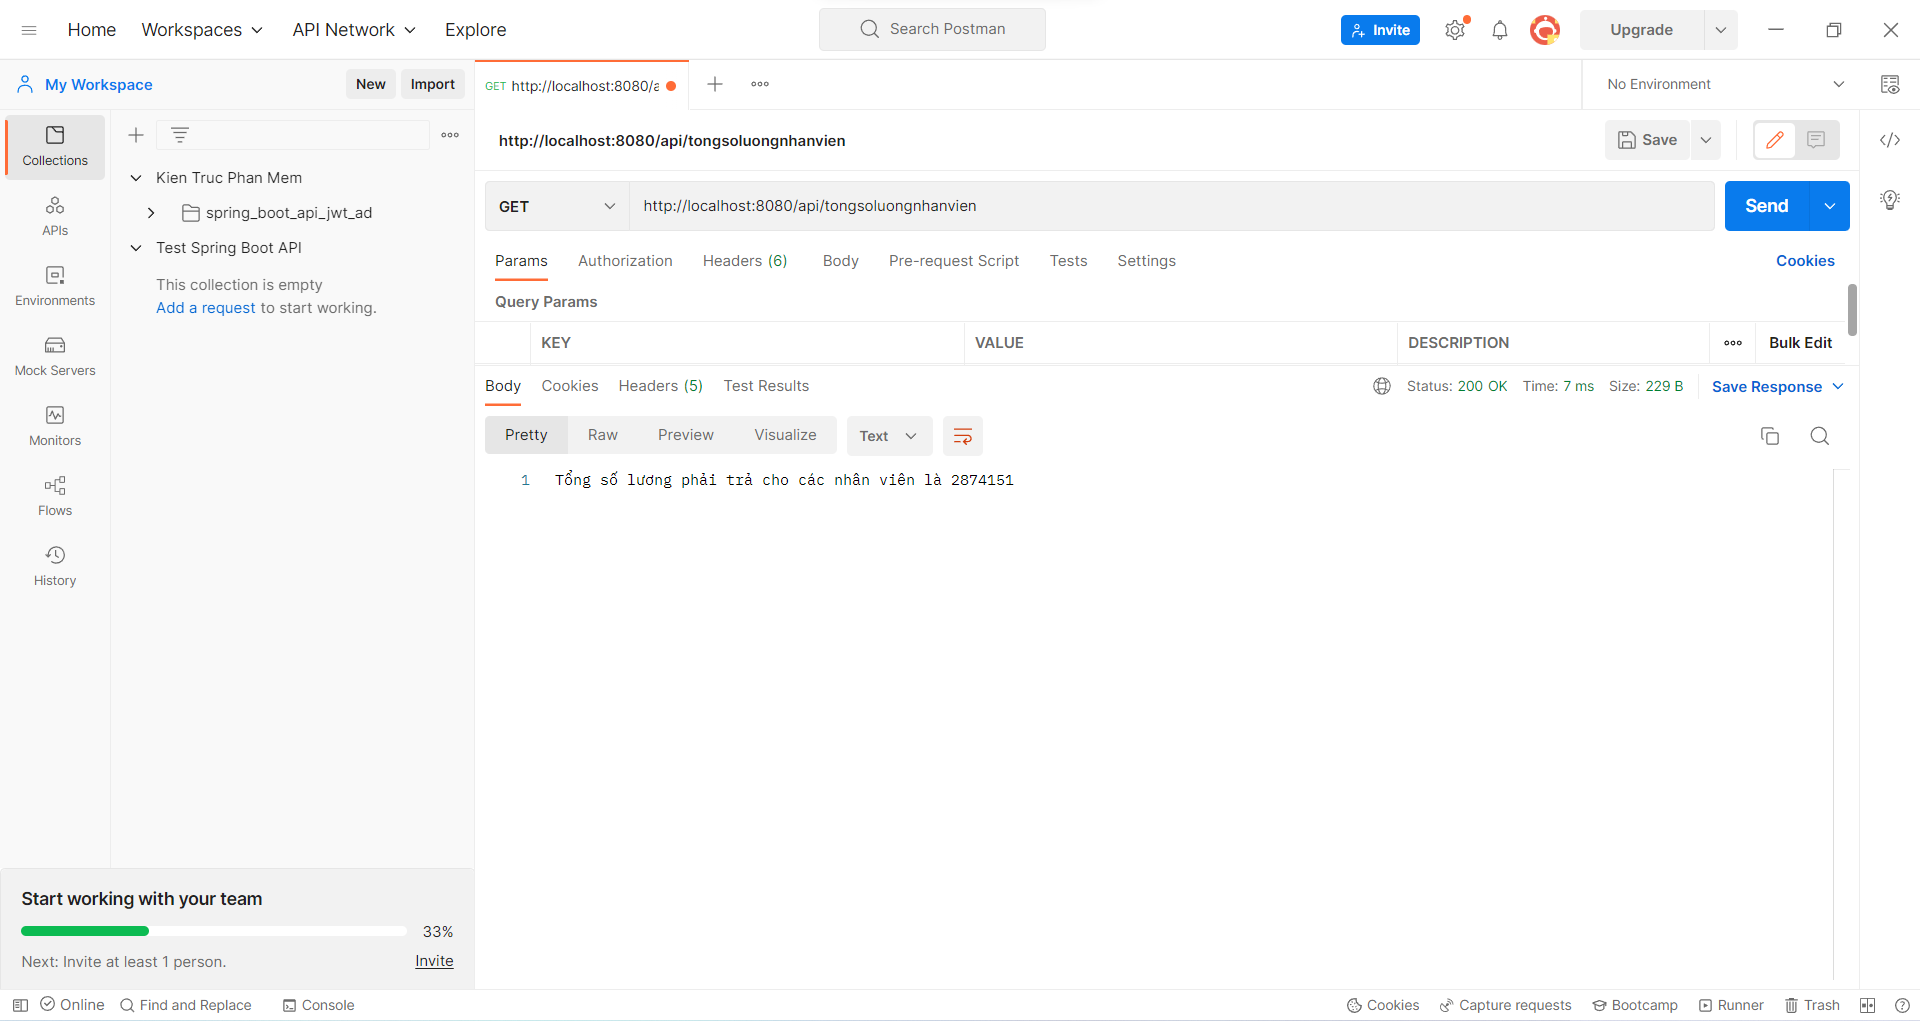 Home Workspaces API Network Explore Search Postman Invite Upgrade
My Workspace New Import GET http://localhost:8080/a No Environment
Collections
APIs
Environments
Mock Servers
Monitors
Flows
History
Kien Truc Phan Mem
spring_boot_api_jwt_ad
Test Spring Boot API
This collection is empty
Add a request to start working.
Start working with your team
33%
Next: Invite at least 1 person. Invite
http://localhost:8080/api/tongsoluongnhanvien Save
GET http://localhost:8080/api/tongsoluongnhanvien Send
Params Authorization Headers (6) Body Pre-request Script Tests Settings Cookies
Query Params
KEY VALUE DESCRIPTION Bulk Edit
Body Cookies Headers (5) Test Results Status: 200 OK Time: 7 ms Size: 229 B Save Response
Pretty Raw Preview Visualize Text
1 Tổng số lương phải trả cho các nhân viên là 2874151
Online Find and Replace Console Cookies Capture requests Bootcamp Runner Trash